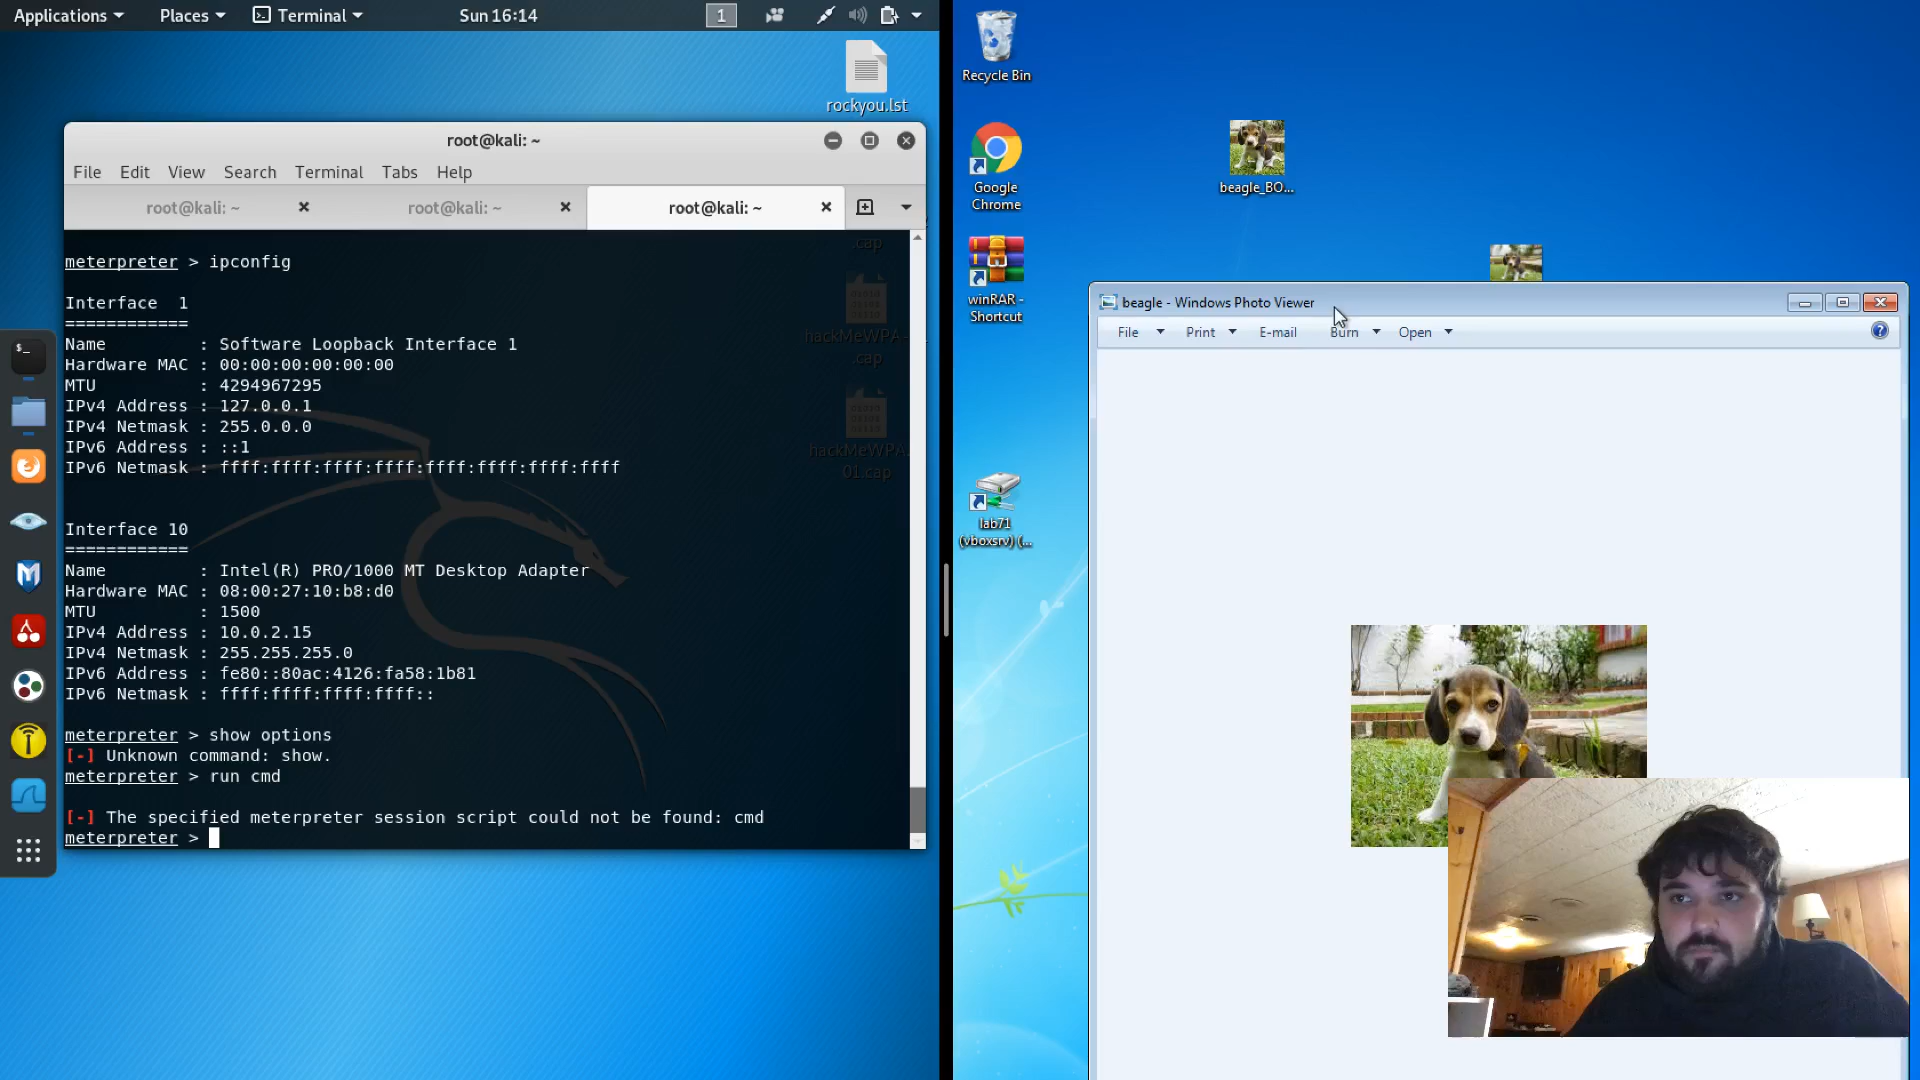 Applications
Places
Terminal
Sun 16:14
1
rockyou.lst
root@kali: ~
File Edit View Search Terminal Tabs Help
root@kali: ~
root@kali: ~
root@kali: ~
meterpreter > ipconfig
Interface  1
============
Name         : Software Loopback Interface 1
Hardware MAC : 00:00:00:00:00:00
MTU          : 4294967295
IPv4 Address : 127.0.0.1
IPv4 Netmask : 255.0.0.0
IPv6 Address : ::1
IPv6 Netmask : ffff:ffff:ffff:ffff:ffff:ffff:ffff:ffff
Interface 10
============
Name         : Intel(R) PRO/1000 MT Desktop Adapter
Hardware MAC : 08:00:27:10:b8:d0
MTU          : 1500
IPv4 Address : 10.0.2.15
IPv4 Netmask : 255.255.255.0
IPv6 Address : fe80::80ac:4126:fa58:1b81
IPv6 Netmask : ffff:ffff:ffff:ffff::
meterpreter > show options
[-] Unknown command: show.
meterpreter > run cmd
[-] The specified meterpreter session script could not be found: cmd
meterpreter >
.cap
hackMeWPA-
.cap
hackMeWPA.
01.cap
Recycle Bin
Google
Chrome
winRAR -
Shortcut
lab71
(vboxsrv) (...
beagle_BO...
beagle - Windows Photo Viewer
File Print E-mail Burn Open